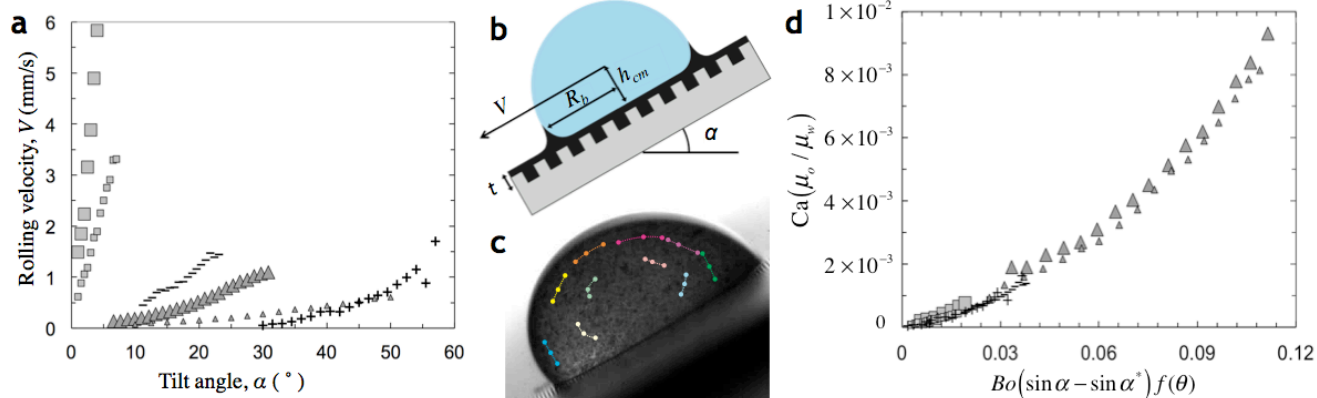 a
Rolling velocity, V (mm/s)
6
5
4
3
2
1
0
0 10 20 30 40 50 60
Tilt angle, α (°)
b
V
R_b
h_cm
α
t
c
d
Ca(μ_o / μ_w)
1×10⁻²
8×10⁻³
6×10⁻³
4×10⁻³
2×10⁻³
0
0 0.03 0.06 0.09 0.12
Bo(sin α – sin α*) f(θ)